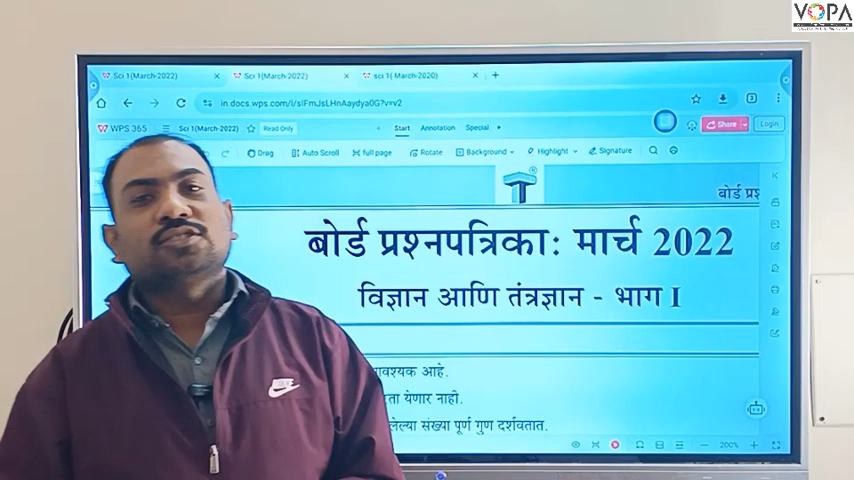 VOPA
Sci 1(March-2022)
Sci 1(March-2022)
sci 1( March-2020)
in.docs.wps.com/l/sIFmJsLHnAaydya0G?v=v2
WPS 365
Sci 1(March-2022)
Read Only
Start
Annotation
Special
Share
Login
Drag
Auto Scroll
full page
Rotate
Background
Highlight
Signature
बोर्ड प्रश
बोर्ड प्रश्नपत्रिका: मार्च 2022
विज्ञान आणि तंत्रज्ञान - भाग I
आवश्यक आहे.
ता येणार नाही.
लेल्या संख्या पूर्ण गुण दर्शवतात.
200%